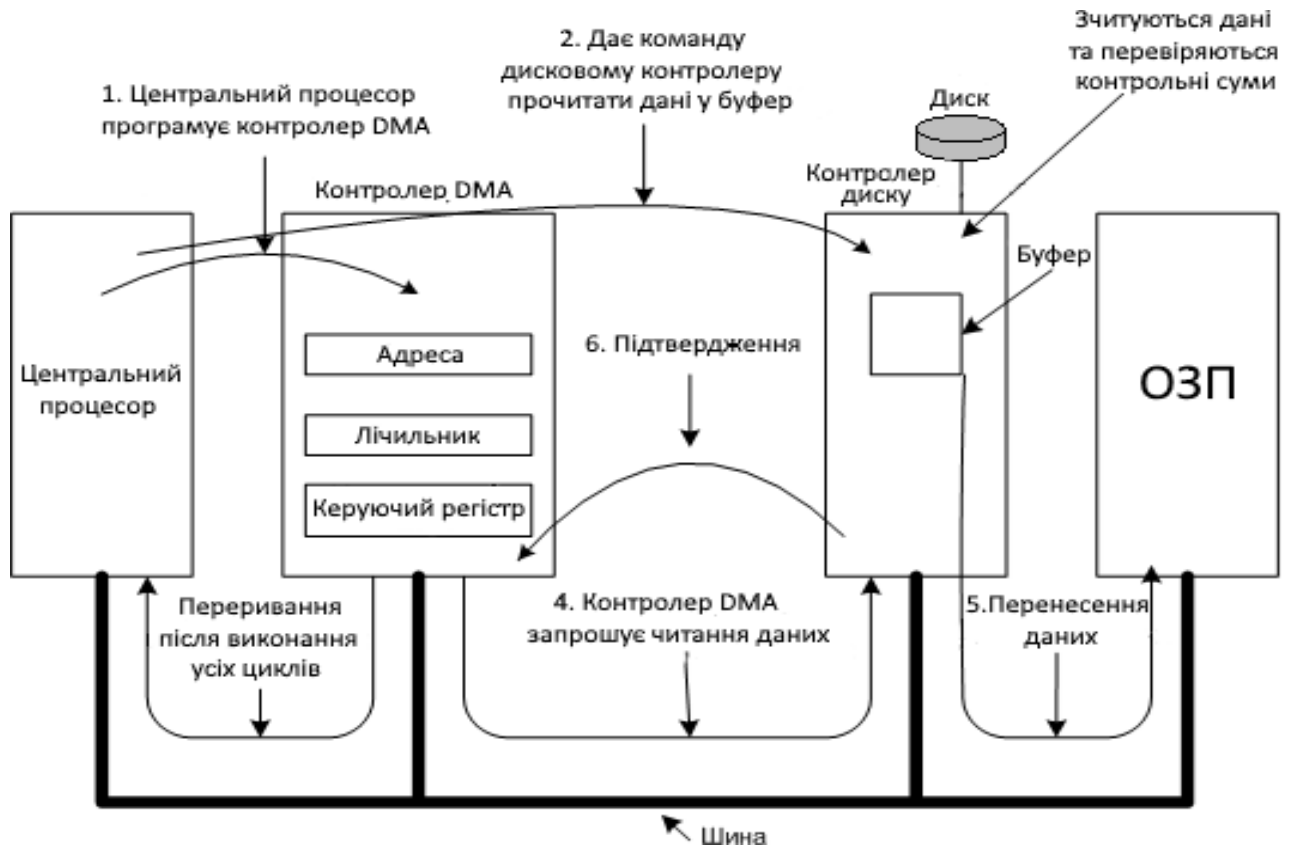 1. Центральний процесор
програмує контролер DMA
2. Дає команду
дисковому контролеру
прочитати дані у буфер
Зчитуються дані
та перевіряються
контрольні суми
Диск
Контролер DMA
Контролер
диску
Буфер
Центральний
процесор
Адреса
Лічильник
Керуючий регістр
6. Підтвердження
ОЗП
Переривання
після виконання
усіх циклів
4. Контролер DMA
запрошує читання даних
5.Перенесення
даних
Шина